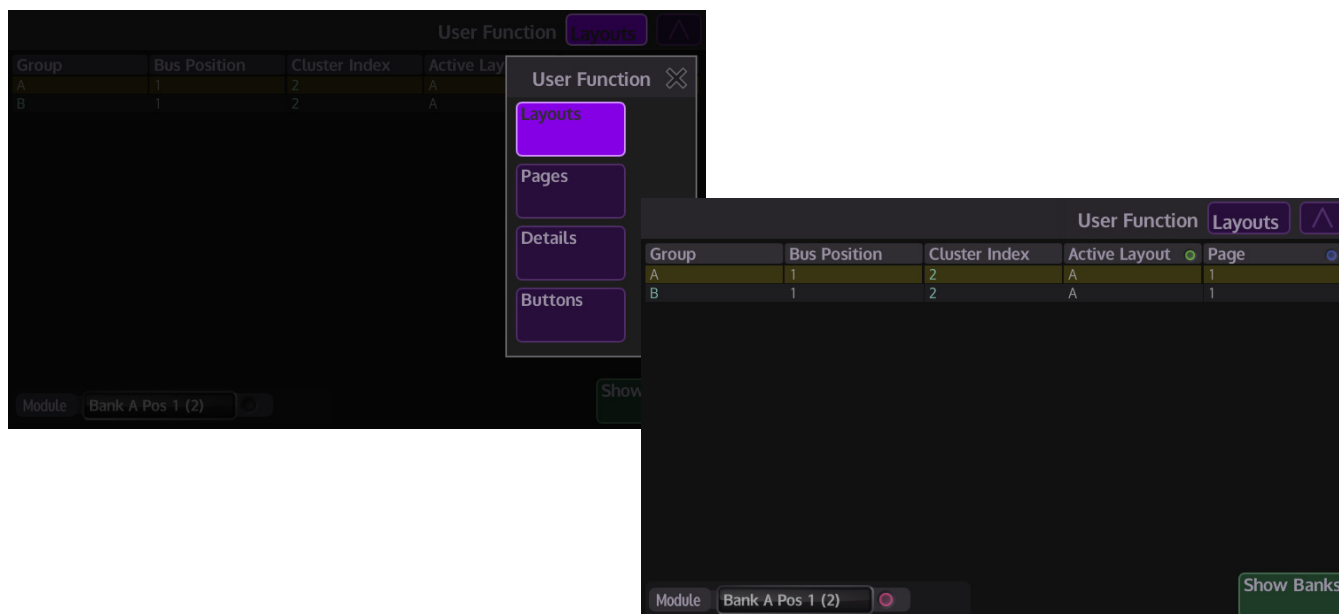 User Function Layouts
Group Bus Position Cluster Index Active Lay
A 1 2 A
B 1 2 A
User Function
Layouts
Pages
Details
Buttons
Module Bank A Pos 1 (2)
Show
User Function Layouts
Group Bus Position Cluster Index Active Layout Page
A 1 2 A 1
B 1 2 A 1
Module Bank A Pos 1 (2)
Show Banks